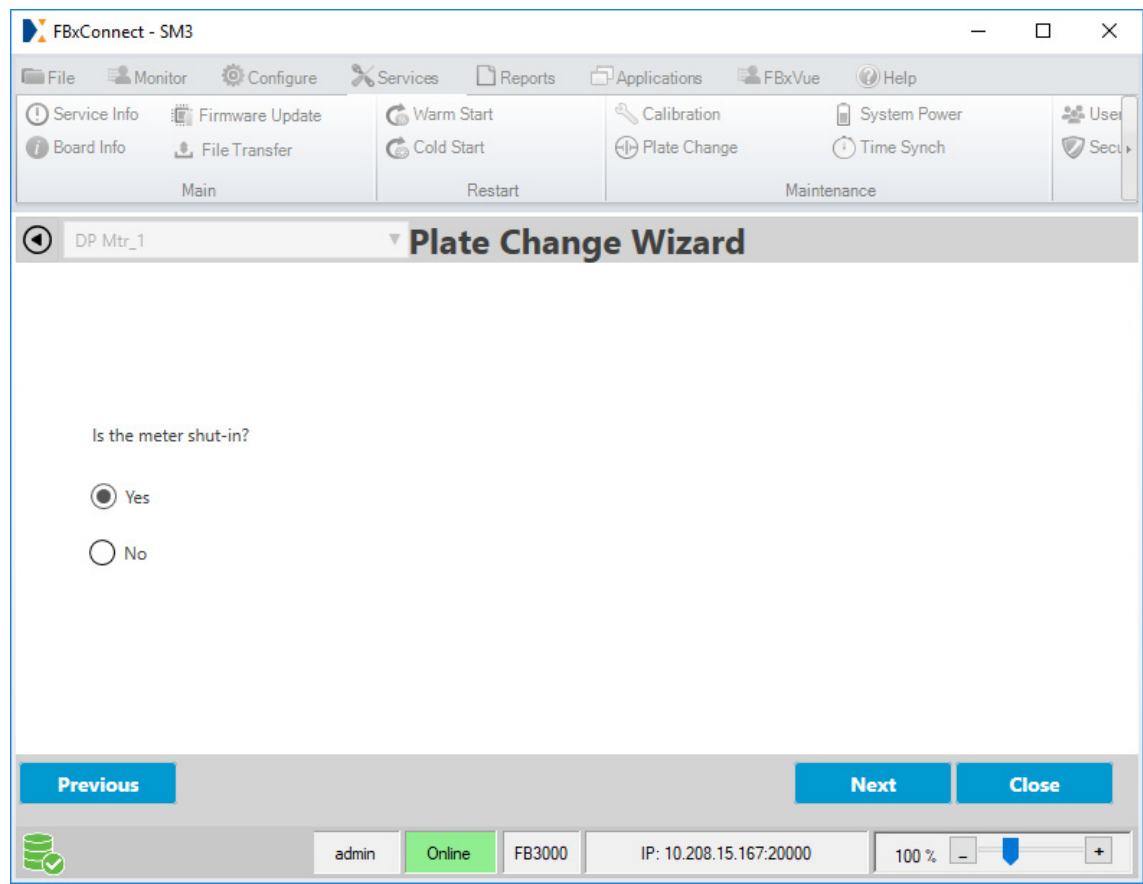 FBxConnect - SM3
File Monitor Configure Services Reports Applications FBxVue Help
Service Info Firmware Update Warm Start Calibration System Power User
Board Info File Transfer Cold Start Plate Change Time Synch Secu
Main Restart Maintenance
DP Mtr_1 Plate Change Wizard
Is the meter shut-in?
Yes
No
Previous Next Close
admin Online FB3000 IP: 10.208.15.167:20000 100 % - +